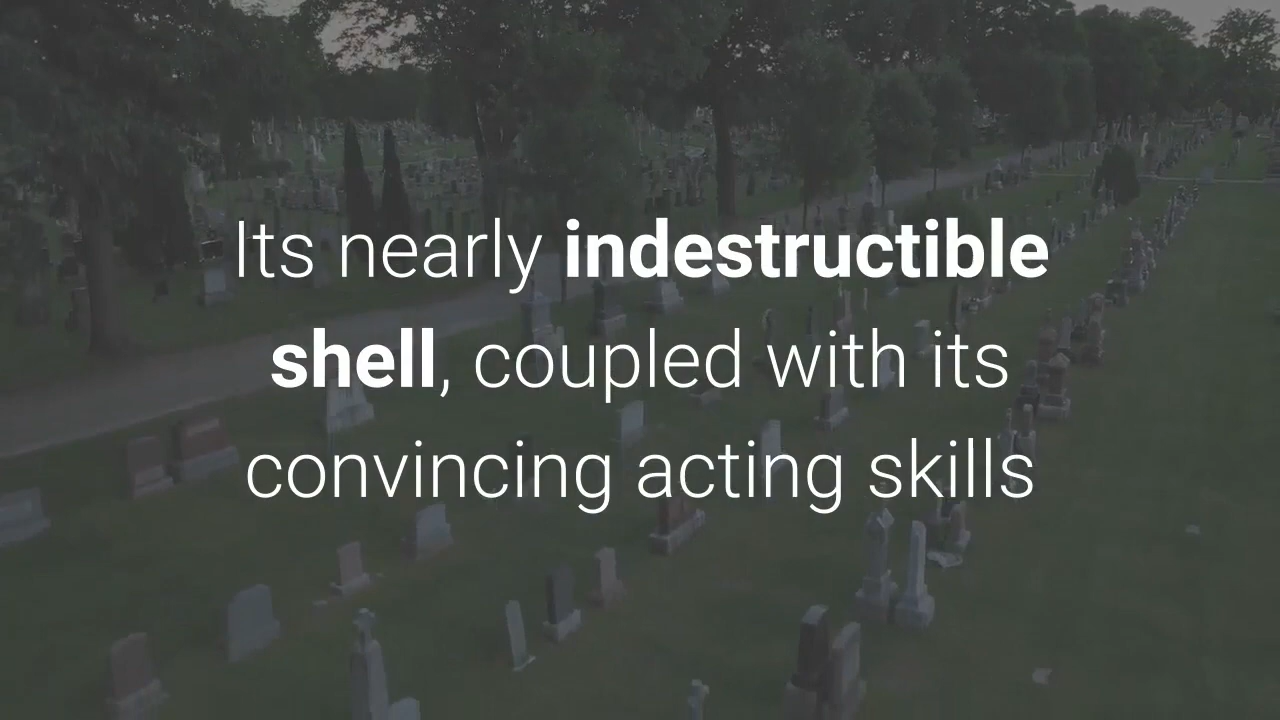 Its nearly indestructible
shell, coupled with its
convincing acting skills